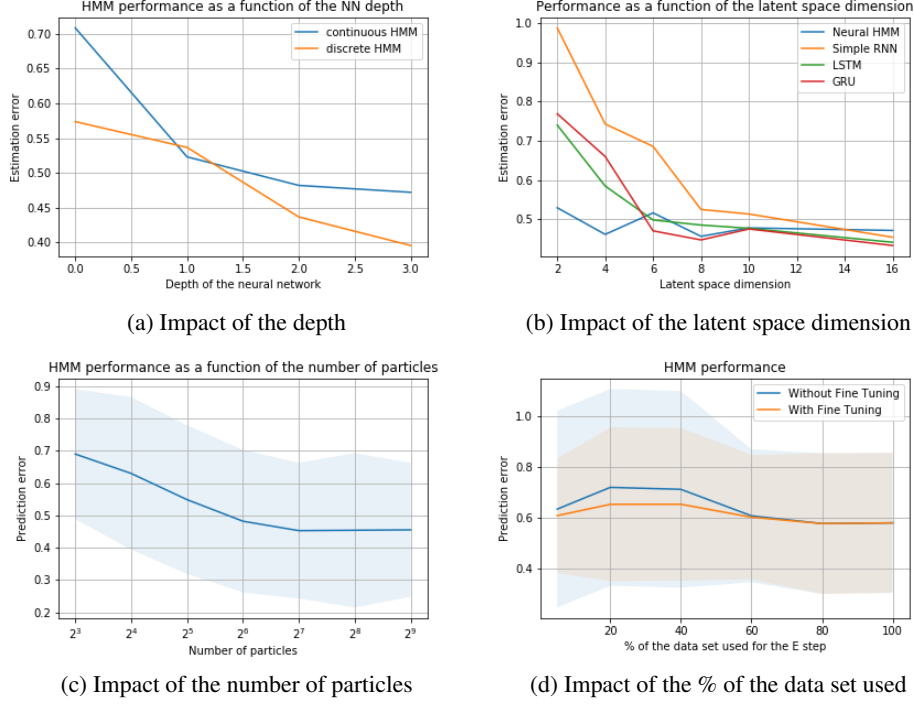 HMM performance as a function of the NN depth
0.70
0.65
0.60
0.55
0.50
0.45
0.40
Estimation error
continuous HMM
discrete HMM
0.0 0.5 1.0 1.5 2.0 2.5 3.0
Depth of the neural network
(a) Impact of the depth
Performance as a function of the latent space dimension
1.0
0.9
0.8
0.7
0.6
0.5
Estimation error
Neural HMM
Simple RNN
LSTM
GRU
2 4 6 8 10 12 14 16
Latent space dimension
(b) Impact of the latent space dimension
HMM performance as a function of the number of particles
0.9
0.8
0.7
0.6
0.5
0.4
0.3
0.2
Prediction error
2³ 2⁴ 2⁵ 2⁶ 2⁷ 2⁸ 2⁹
Number of particles
(c) Impact of the number of particles
HMM performance
1.0
0.8
0.6
0.4
Prediction error
Without Fine Tuning
With Fine Tuning
20 40 60 80 100
% of the data set used for the E step
(d) Impact of the % of the data set used